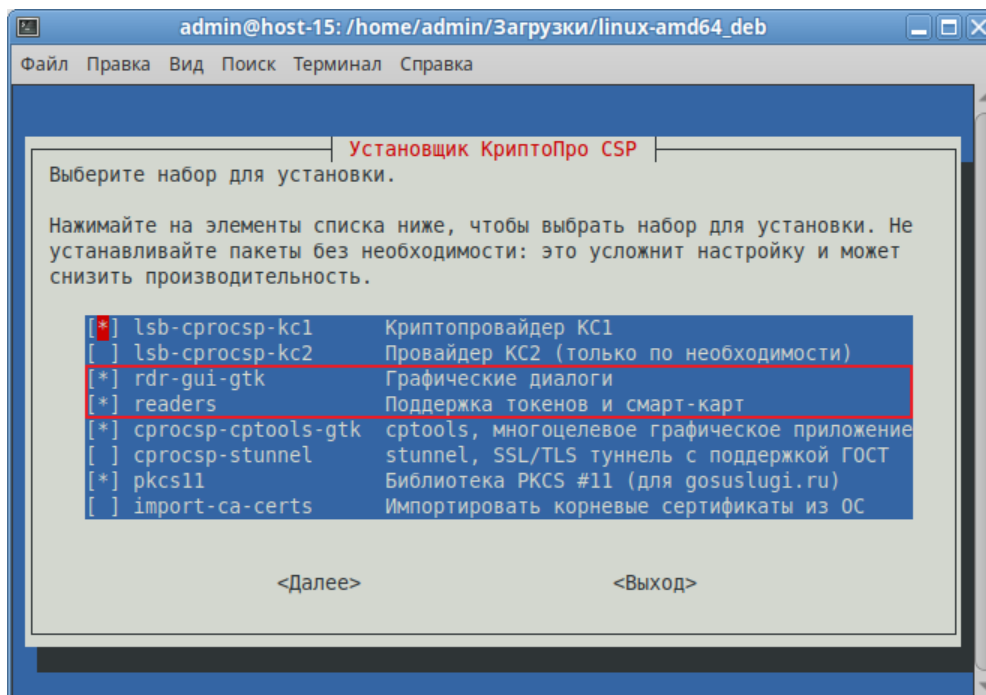 admin@host-15: /home/admin/Загрузки/linux-amd64_deb
Файл Правка Вид Поиск Терминал Справка
Установщик КриптоПро CSP
Выберите набор для установки.
Нажимайте на элементы списка ниже, чтобы выбрать набор для установки. Не
устанавливайте пакеты без необходимости: это усложнит настройку и может
снизить производительность.
[*] lsb-cprocsp-kc1 Криптопровайдер КС1
[ ] lsb-cprocsp-kc2 Провайдер КС2 (только по необходимости)
[*] rdr-gui-gtk Графические диалоги
[*] readers Поддержка токенов и смарт-карт
[*] cprocsp-cptools-gtk cptools, многоцелевое графическое приложение
[ ] cprocsp-stunnel stunnel, SSL/TLS туннель с поддержкой ГОСТ
[*] pkcs11 Библиотека PKCS #11 (для gosuslugi.ru)
[ ] import-ca-certs Импортировать корневые сертификаты из ОС
<Далее> <Выход>